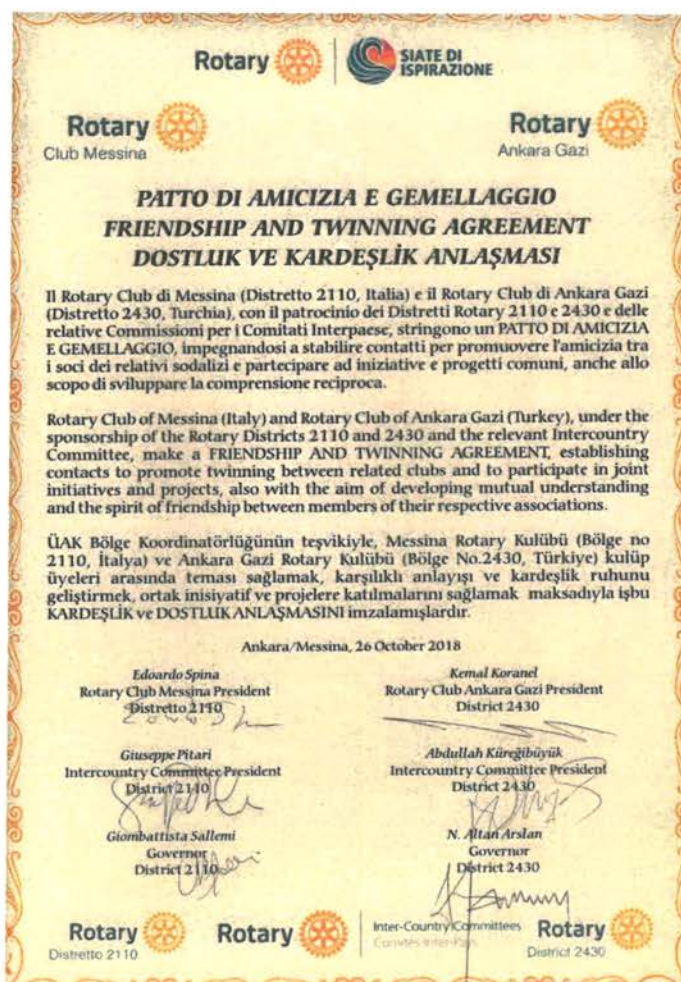 Rotary
SIATE DI
ISPIRAZIONE
Rotary
Club Messina
Rotary
Ankara Gazi
PATTO DI AMICIZIA E GEMELLAGGIO
FRIENDSHIP AND TWINNING AGREEMENT
DOSTLUK VE KARDEŞLİK ANLAŞMASI
Il Rotary Club di Messina (Distretto 2110, Italia) e il Rotary Club di Ankara Gazi
(Distretto 2430, Turchia), con il patrocinio dei Distretti Rotary 2110 e 2430 e delle
relative Commissioni per i Comitati Interpaese, stringono un PATTO DI AMICIZIA
E GEMELLAGGIO, impegnandosi a stabilire contatti per promuovere l'amicizia tra
i soci dei relativi sodalizi e partecipare ad iniziative e progetti comuni, anche allo
scopo di sviluppare la comprensione reciproca.
Rotary Club of Messina (Italy) and Rotary Club of Ankara Gazi (Turkey), under the
sponsorship of the Rotary Districts 2110 and 2430 and the relevant Intercountry
Committee, make a FRIENDSHIP AND TWINNING AGREEMENT, establishing
contacts to promote twinning between related clubs and to participate in joint
initiatives and projects, also with the aim of developing mutual understanding
and the spirit of friendship between members of their respective associations.
ÜAK Bölge Koordinatörlüğünün teşvikiyle, Messina Rotary Kulübü (Bölge no
2110, İtalya) ve Ankara Gazi Rotary Kulübü (Bölge No.2430, Türkiye) kulüp
üyeleri arasında teması sağlamak, karşılıklı anlayışı ve kardeşlik ruhunu
geliştirmek, ortak inisiyatif ve projelere katılmalarını sağlamak maksadıyla işbu
KARDEŞLİK ve DOSTLUK ANLAŞMASINI imzalamışlardır.
Ankara/Messina, 26 October 2018
Edoardo Spina
Rotary Club Messina President
Distretto 2110
Kemal Koranel
Rotary Club Ankara Gazi President
District 2430
Giuseppe Pitari
Intercountry Committee President
District 2110
Abdullah Küreğibüyük
Intercountry Committee President
District 2430
Giombattista Sallemi
Governor
District 2110
N. Altan Arslan
Governor
District 2430
Rotary
Distretto 2110
Rotary
Inter-Country Committees
Comités Inter-Pays
Rotary
District 2430